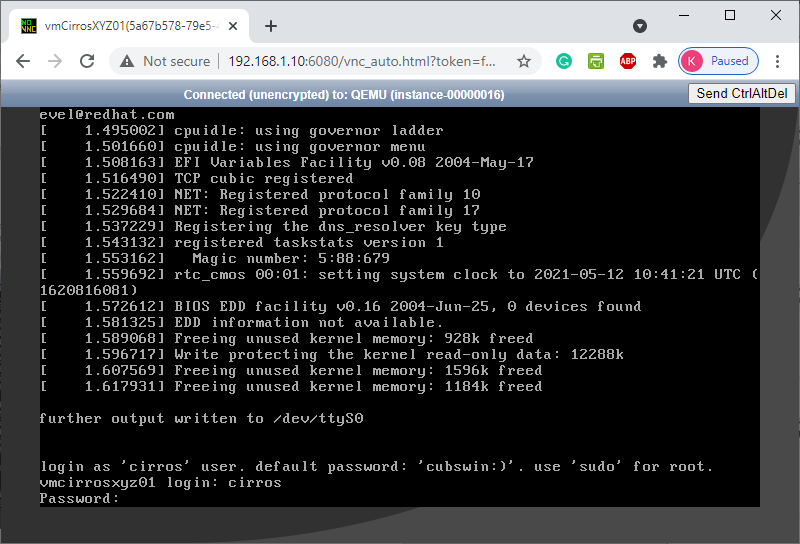 vmCirrosXYZ01(5a67b578-79e5-4
Not secure | 192.168.1.10:6080/vnc_auto.html?token=f...
ABP
K Paused
Connected (unencrypted) to: QEMU (instance-00000016)
Send CtrlAltDel
evel@redhat.com
[    1.495002] cpuidle: using governor ladder
[    1.501660] cpuidle: using governor menu
[    1.508163] EFI Variables Facility v0.08 2004-May-17
[    1.516490] TCP cubic registered
[    1.522410] NET: Registered protocol family 10
[    1.529684] NET: Registered protocol family 17
[    1.537229] Registering the dns_resolver key type
[    1.543132] registered taskstats version 1
[    1.553162]   Magic number: 5:88:679
[    1.559692] rtc_cmos 00:01: setting system clock to 2021-05-12 10:41:21 UTC (
1620816081)
[    1.572612] BIOS EDD facility v0.16 2004-Jun-25, 0 devices found
[    1.581325] EDD information not available.
[    1.589068] Freeing unused kernel memory: 928k freed
[    1.596717] Write protecting the kernel read-only data: 12288k
[    1.607569] Freeing unused kernel memory: 1596k freed
[    1.617931] Freeing unused kernel memory: 1184k freed
further output written to /dev/ttyS0
login as 'cirros' user. default password: 'cubswin:)'. use 'sudo' for root.
vmcirrosxyz01 login: cirros
Password: